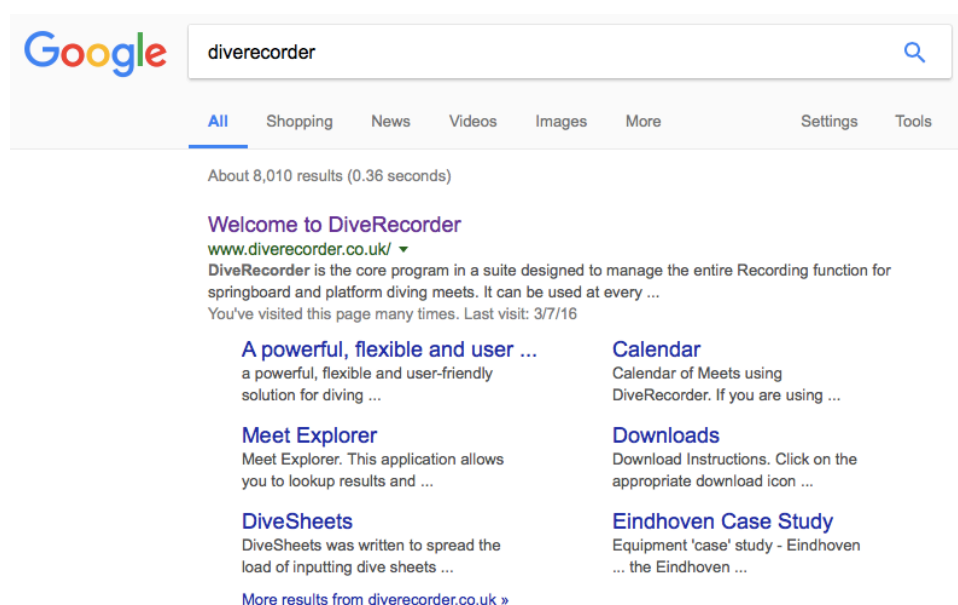 Google
diverecorder
All Shopping News Videos Images More Settings Tools
About 8,010 results (0.36 seconds)
Welcome to DiveRecorder
www.diverecorder.co.uk/
DiveRecorder is the core program in a suite designed to manage the entire Recording function for
springboard and platform diving meets. It can be used at every ...
You've visited this page many times. Last visit: 3/7/16
A powerful, flexible and user ...
a powerful, flexible and user-friendly
solution for diving ...
Calendar
Calendar of Meets using
DiveRecorder. If you are using ...
Meet Explorer
Meet Explorer. This application allows
you to lookup results and ...
Downloads
Download Instructions. Click on the
appropriate download icon ...
DiveSheets
DiveSheets was written to spread the
load of inputting dive sheets ...
Eindhoven Case Study
Equipment 'case' study - Eindhoven
... the Eindhoven ...
More results from diverecorder.co.uk »